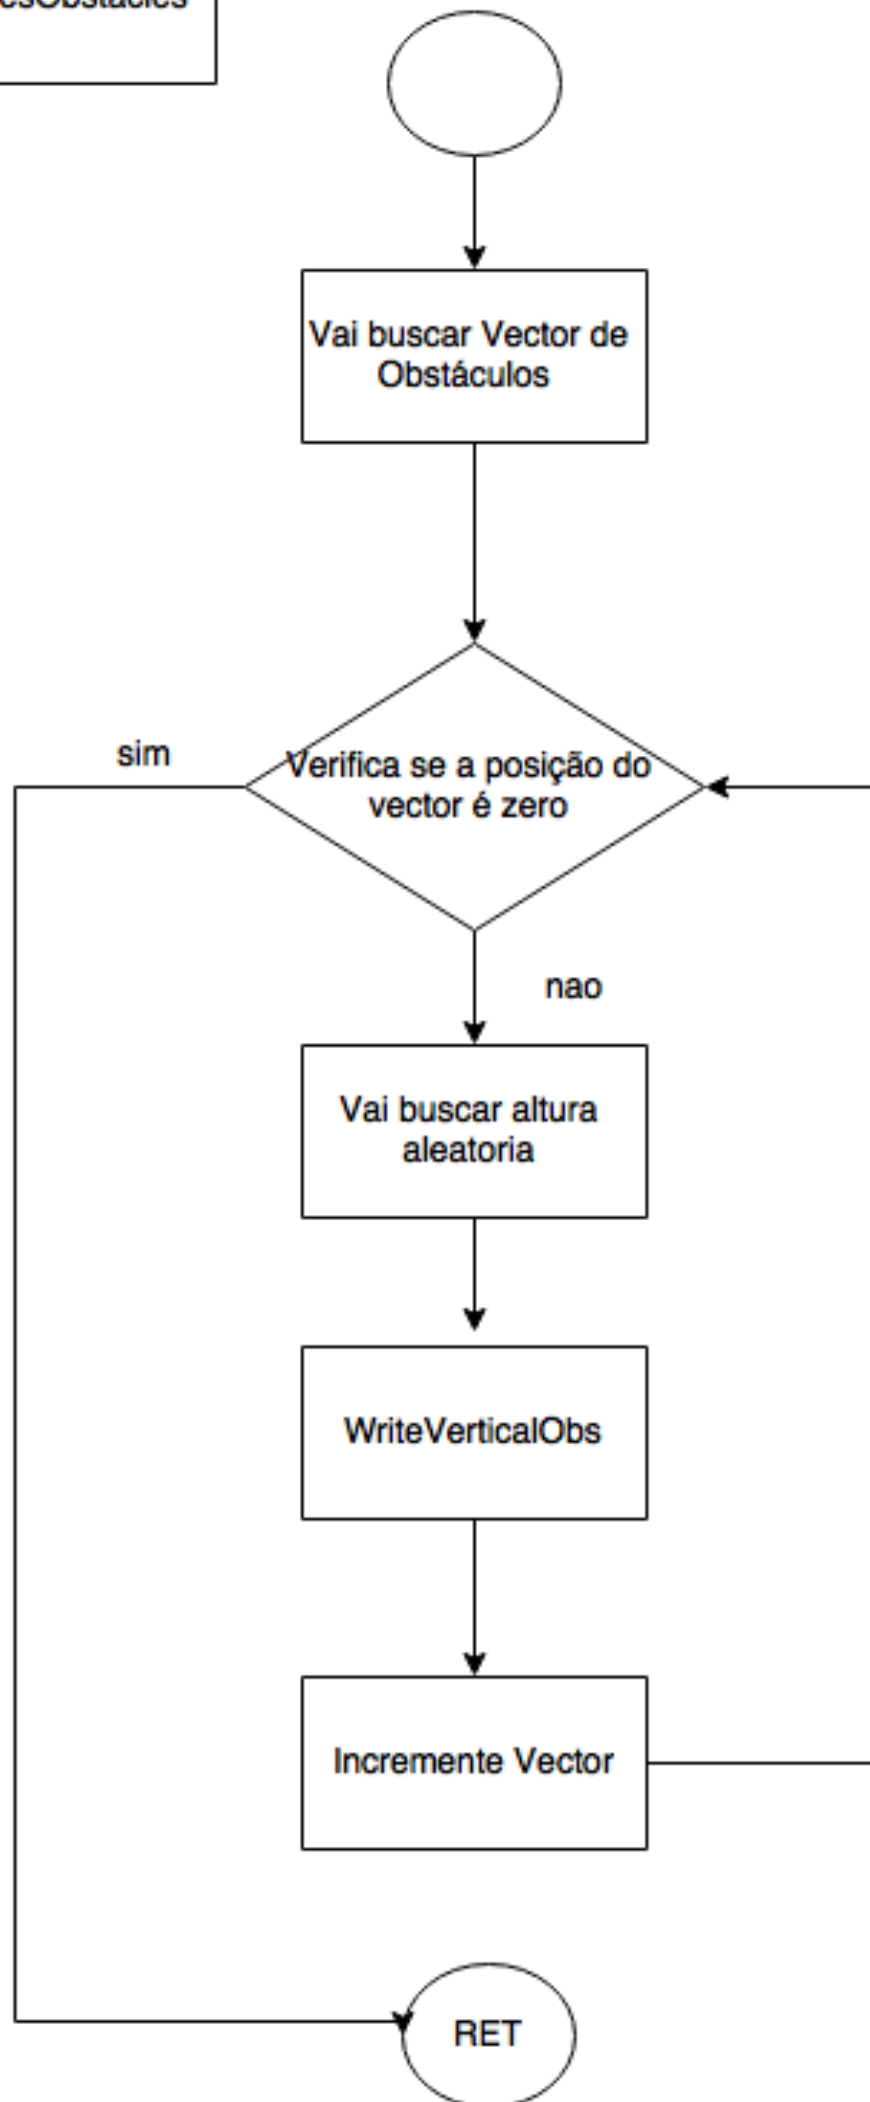 Vai buscar Vector de
Obstáculos
sim
Verifica se a posição do
vector é zero
nao
Vai buscar altura
aleatoria
WriteVerticalObs
Incremente Vector
RET